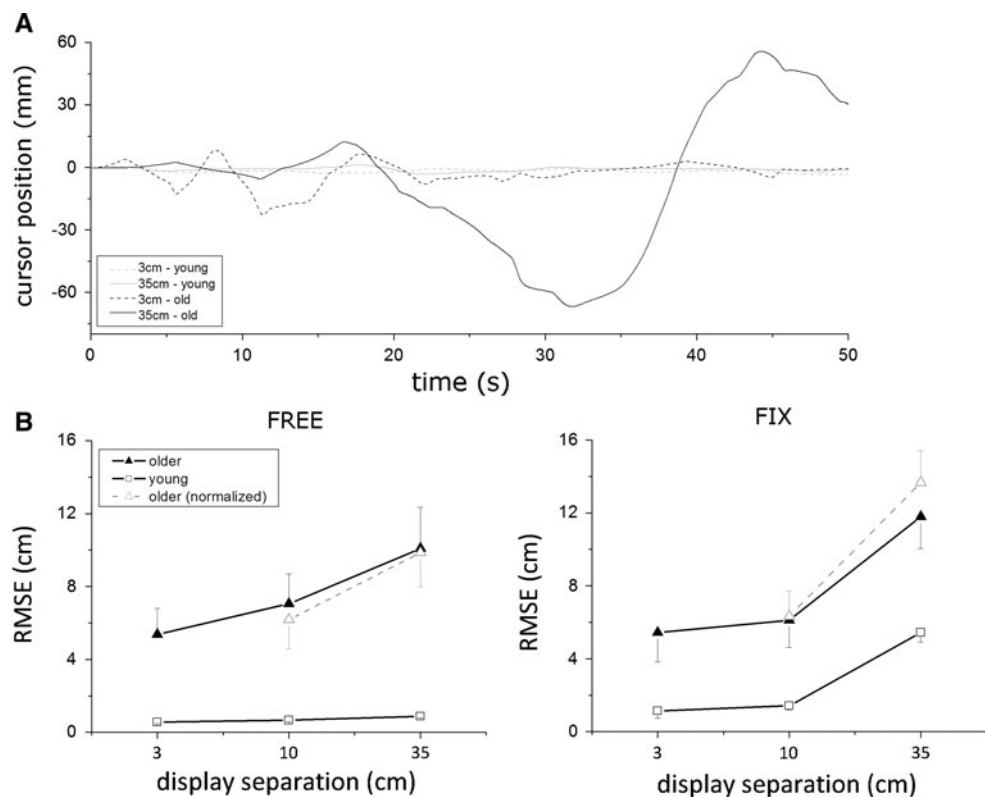 A
cursor position (mm)
60
30
0
-30
-60
3cm - young
35cm - young
3cm - old
35cm - old
0 10 20 30 40 50
time (s)
B
FREE
RMSE (cm)
16
12
8
4
0
older
young
older (normalized)
3 10 35
display separation (cm)
FIX
RMSE (cm)
16
12
8
4
0
3 10 35
display separation (cm)